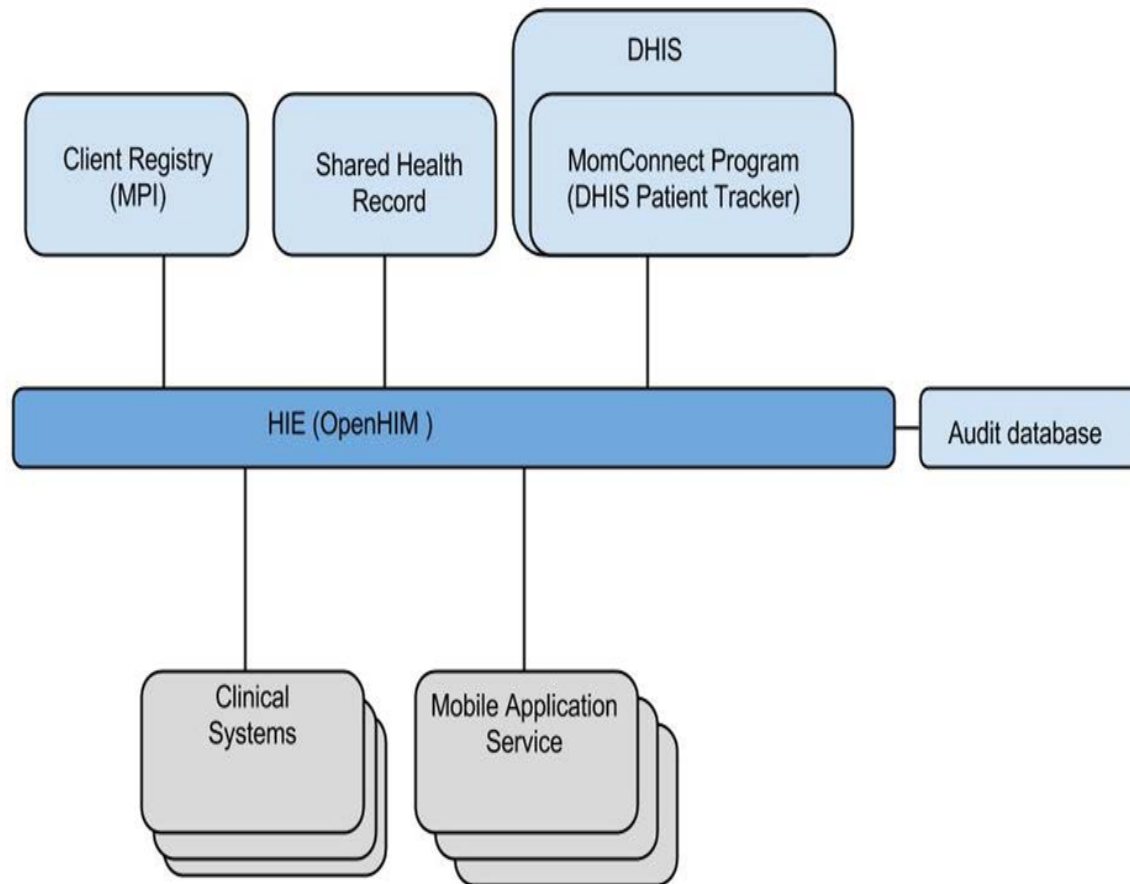 DHIS
Client Registry
(MPI)
Shared Health
Record
MomConnect Program
(DHIS Patient Tracker)
HIE (OpenHIM )
Audit database
Clinical
Systems
Mobile Application
Service